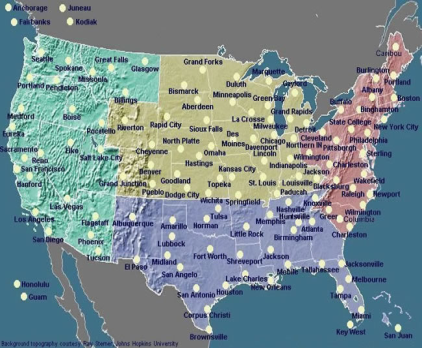 Anchorage
Juneau
Fairbanks
Kodiak
Seattle
Spokane
Great Falls
Missoula
Glasgow
Portland
Pendleton
Billings
Medford
Boise
Eureka
Pocatello
Riverton
Sacramento
Reno
Elko
Salt Lake City
San Francisco
Cheyenne
Denver
Grand Junction
Pueblo
Las Vegas
Los Angeles
Flagstaff
San Diego
Phoenix
Tucson
Albuquerque
El Paso
Grand Forks
Bismarck
Duluth
Marquette
Gaylord
Minneapolis
Green Bay
Aberdeen
Rapid City
Sioux Falls
La Crosse
Milwaukee
Grand Rapids
Detroit
North Platte
Des
Moines
Davenport
Chicago
Northern IN
Cleveland
Omaha
Lincoln
Wilmington
Hastings
Indianapolis
Goodland
Topeka
Kansas City
St. Louis
Louisville
Jackson
Charleston
Dodge City
Wichita
Springfield
Paducah
Caribou
Burlington
Portland
Albany
Boston
Buffalo
Binghamton
State College
New York City
Pittsburgh
Philadelphia
Sterling
Blacksburg
Wakefield
Raleigh
Newport
Wilmington
Columbia
Charleston
Amarillo
Norman
Tulsa
Lubbock
Little Rock
Memphis
Nashville
Knoxville
Huntsville
Atlanta
Birmingham
Midland
San Angelo
Fort Worth
Shreveport
Jackson
San Antonio
Houston
Lake Charles
New Orleans
Mobile
Tallahassee
Jacksonville
Melbourne
Tampa
Miami
Key West
San Juan
Corpus Christi
Brownsville
Honolulu
Guam
Background topography courtesy Ray Sterner, Johns Hopkins University